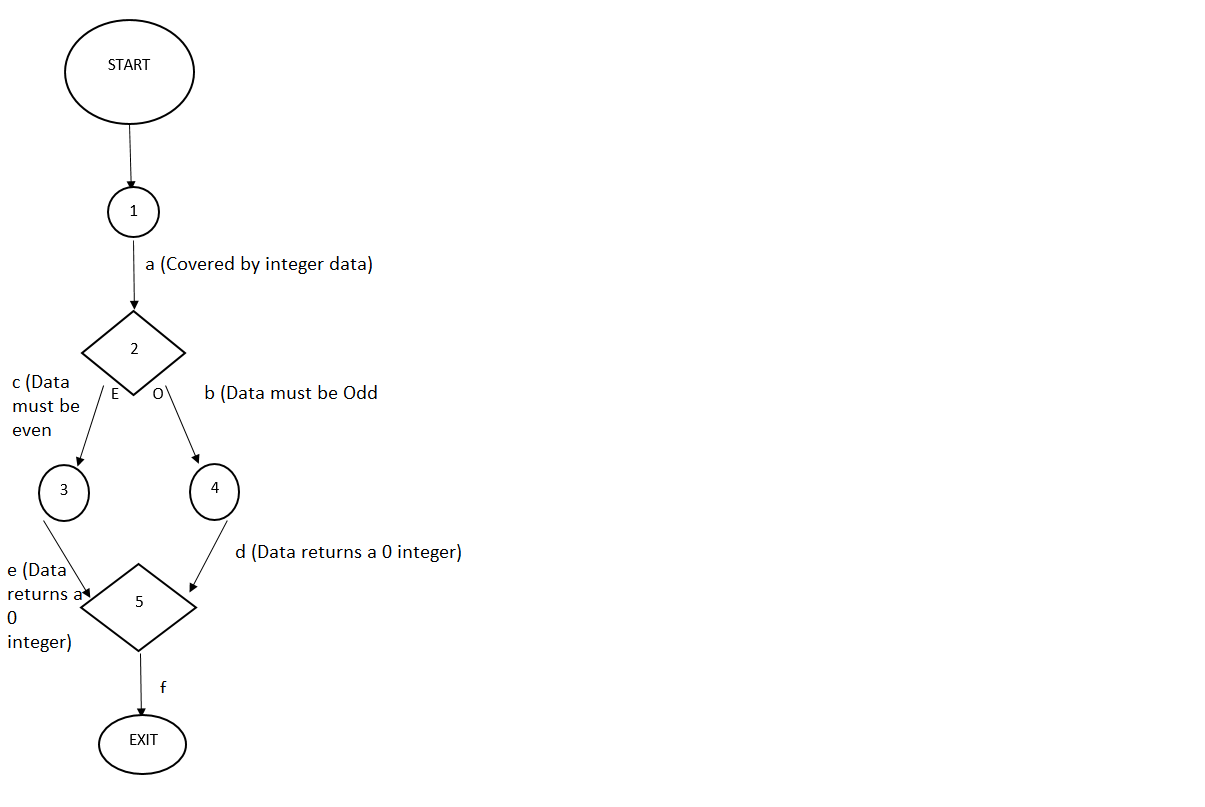 START
1
a (Covered by integer data)
2
c (Data
must be
even
E
O
b (Data must be Odd
3
4
d (Data returns a 0 integer)
e (Data
returns a
0
integer)
5
f
EXIT